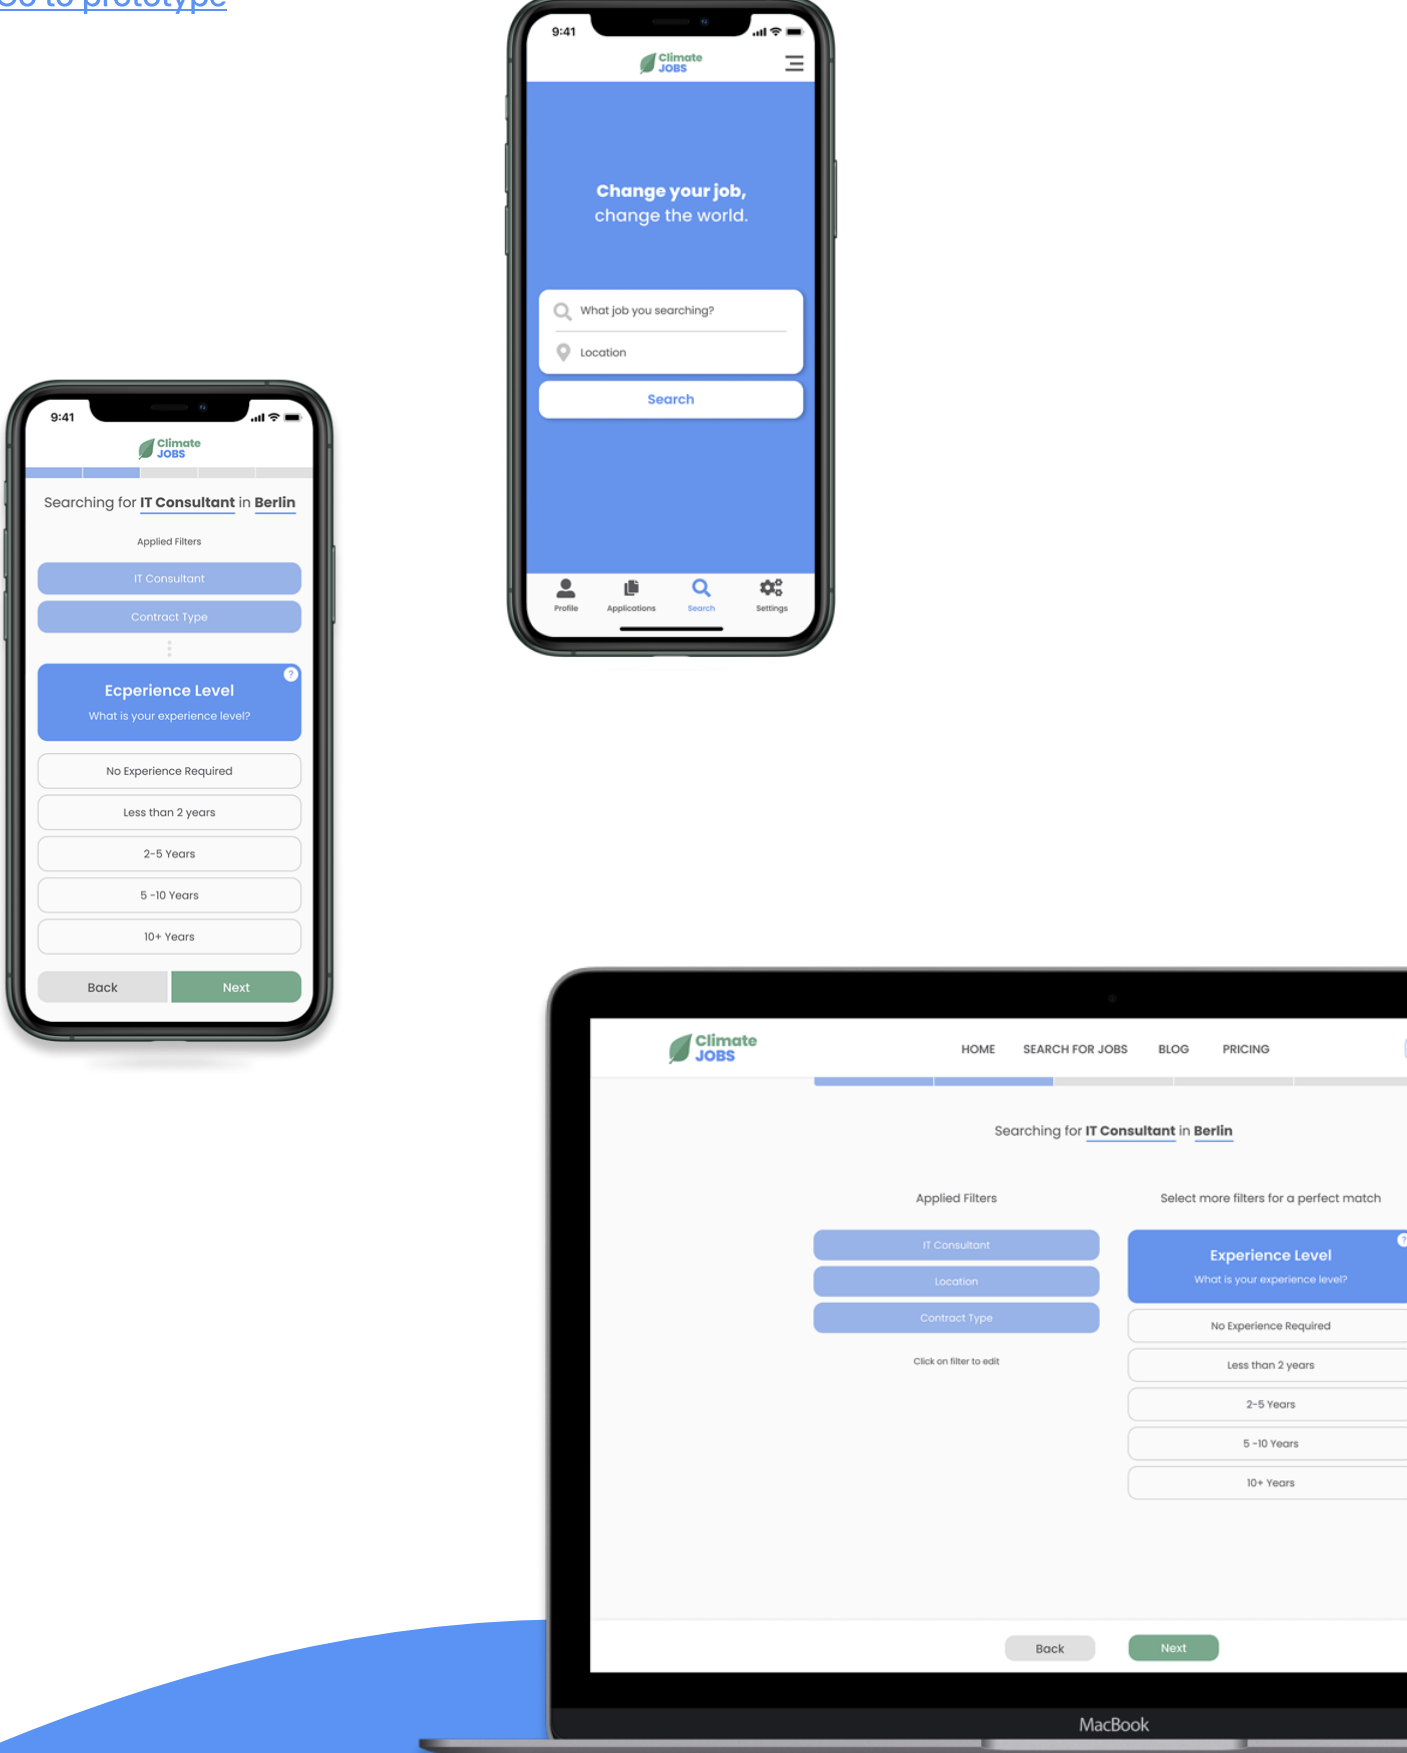 Go to prototype
9:41
Climate
JOBS
Change your job,
change the world.
What job you searching?
Location
Search
Profile
Applications
Search
Settings
9:41
Climate
JOBS
Searching for IT Consultant in Berlin
Applied Filters
IT Consultant
Contract Type
?
Ecperience Level
What is your experience level?
No Experience Required
Less than 2 years
2-5 Years
5 -10 Years
10+ Years
Back
Next
Climate
JOBS
HOME
SEARCH FOR JOBS
BLOG
PRICING
Searching for IT Consultant in Berlin
Applied Filters
IT Consultant
Location
Contract Type
Click on filter to edit
Select more filters for a perfect match
?
Experience Level
What is your experience level?
No Experience Required
Less than 2 years
2-5 Years
5 -10 Years
10+ Years
Back
Next
MacBook